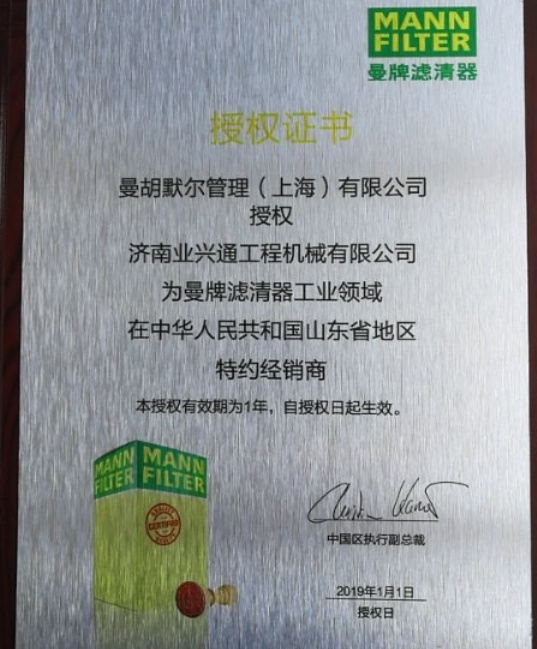 MANN
FILTER
曼牌滤清器
授权证书
曼胡默尔管理（上海）有限公司
授权
济南业兴通工程机械有限公司
为曼牌滤清器工业领域
在中华人民共和国山东省地区
特约经销商
本授权有效期为1年，自授权日起生效。
MANN
FILTER
MANN
FILTER
QUALITY
CERTIFIED
QUALITY
中国区执行副总裁
2019年1月1日
授权日